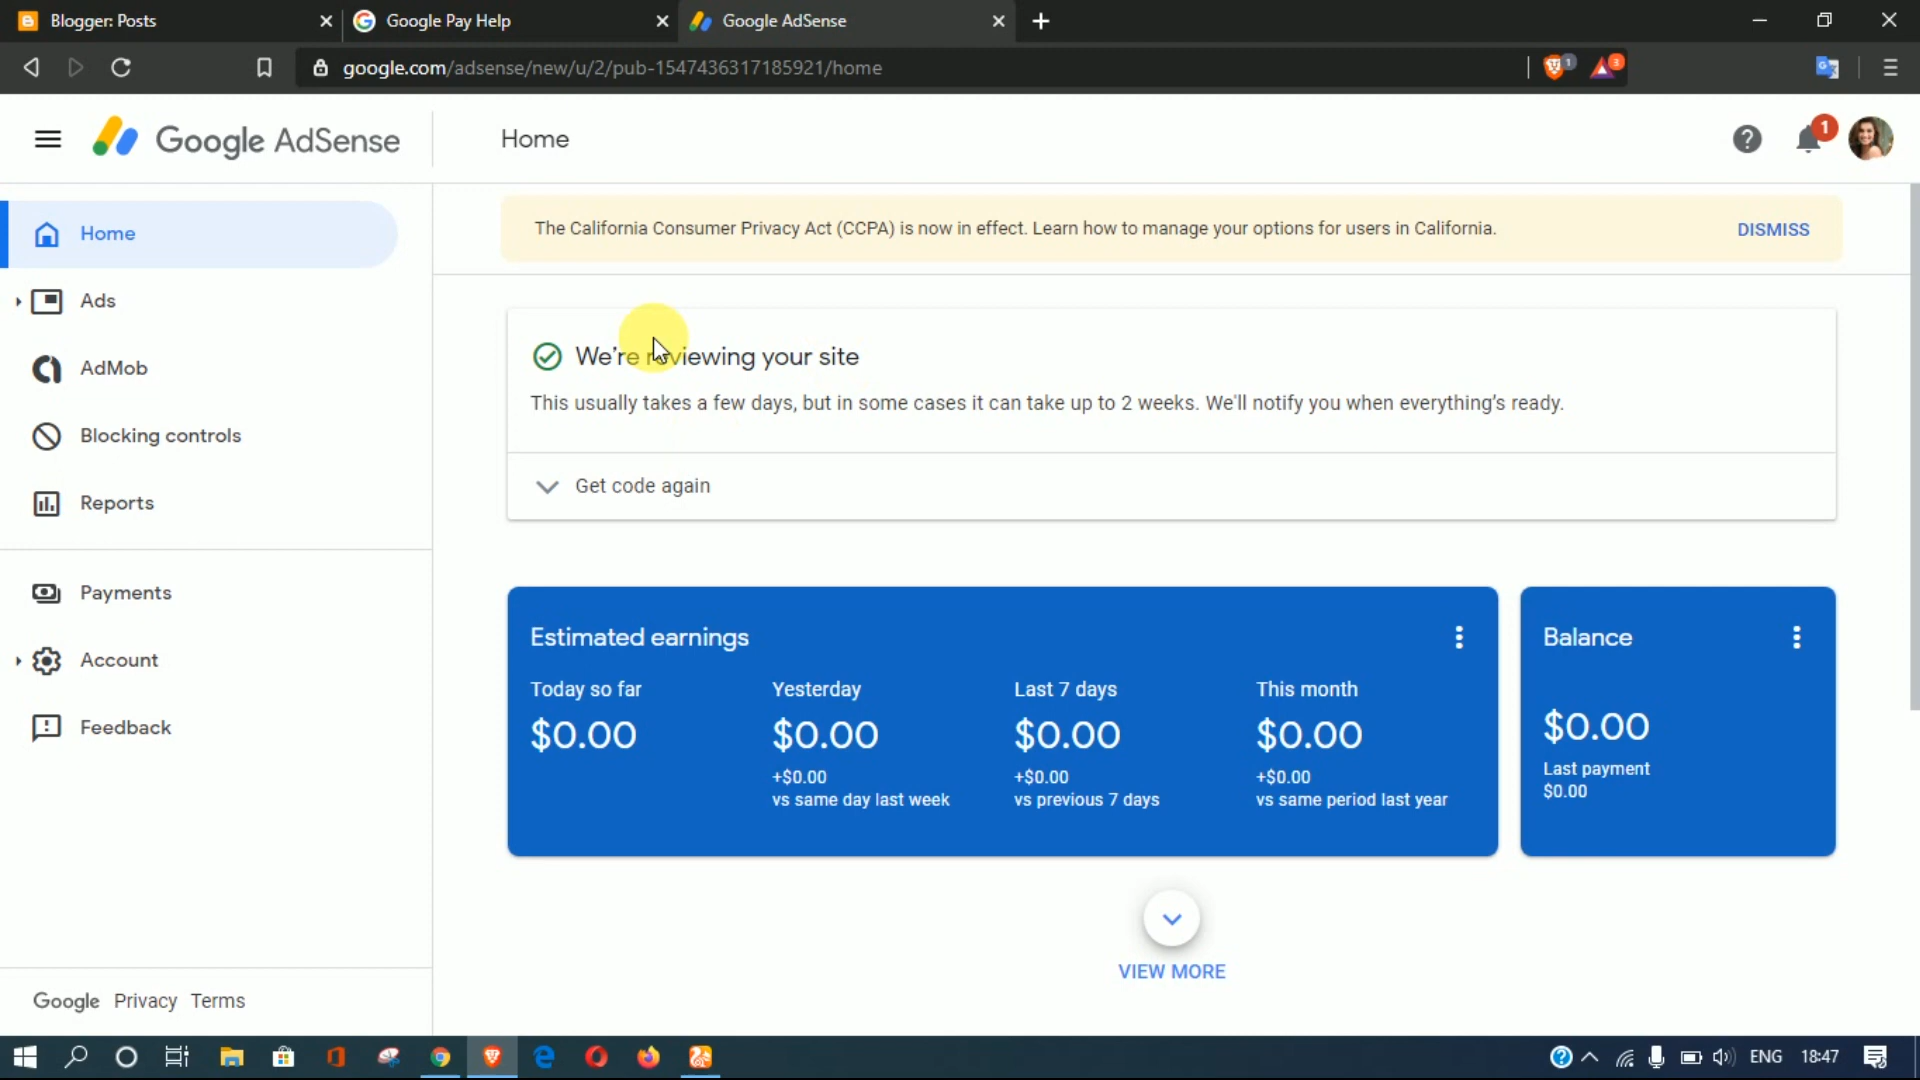 Blogger: Posts
Google Pay Help
Google AdSense
google.com/adsense/new/u/2/pub-1547436317185921/home
1
3
Google AdSense
Home
1
Home
Ads
AdMob
Blocking controls
Reports
Payments
Account
Feedback
Google Privacy Terms
The California Consumer Privacy Act (CCPA) is now in effect. Learn how to manage your options for users in California.
DISMISS
We're reviewing your site
This usually takes a few days, but in some cases it can take up to 2 weeks. We'll notify you when everything's ready.
Get code again
Estimated earnings
Today so far
$0.00
Yesterday
$0.00
+$0.00
vs same day last week
Last 7 days
$0.00
+$0.00
vs previous 7 days
This month
$0.00
+$0.00
vs same period last year
Balance
$0.00
Last payment
$0.00
VIEW MORE
ENG
18:47